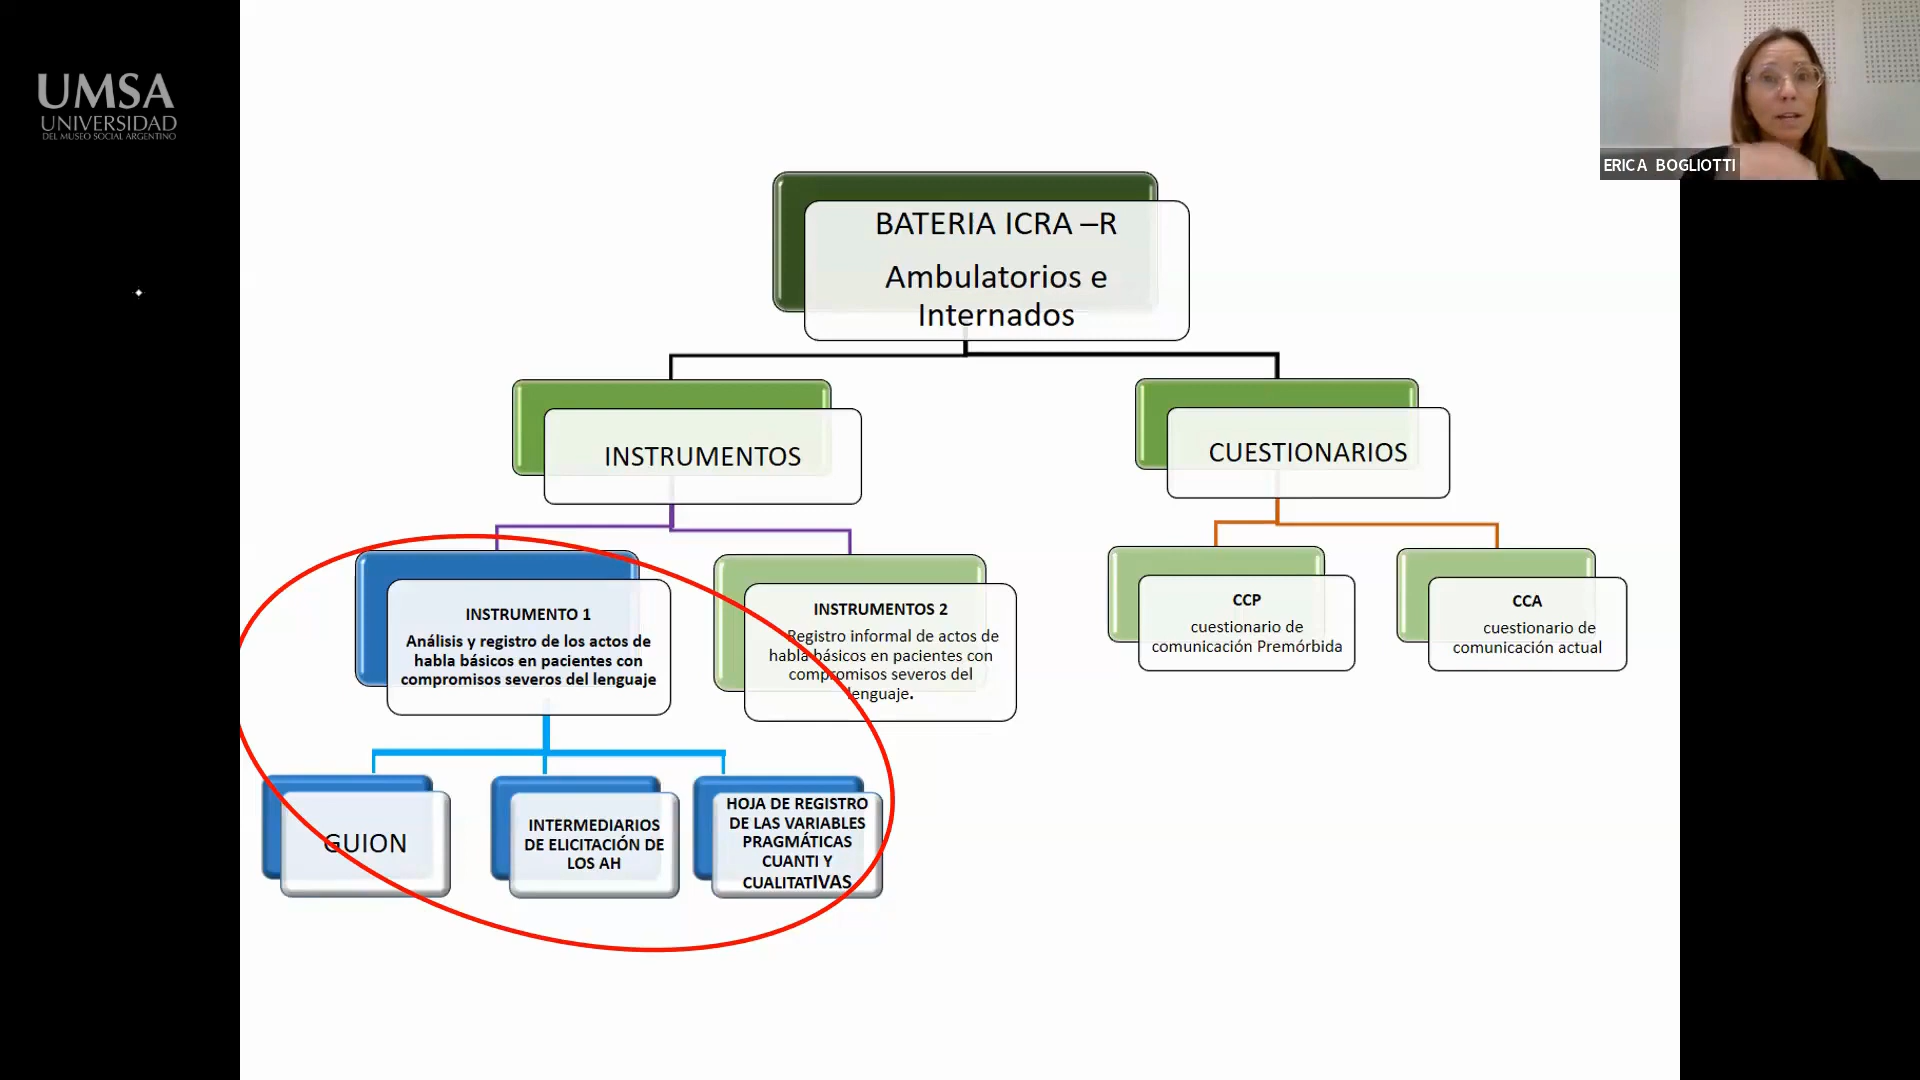 UMSA
UNIVERSIDAD
DEL MUSEO SOCIAL ARGENTINO
ERICA BOGLIOTTI
BATERIA ICRA –R
Ambulatorios e
Internados
INSTRUMENTOS
CUESTIONARIOS
INSTRUMENTO 1
Análisis y registro de los actos de
habla básicos en pacientes con
compromisos severos del lenguaje
INSTRUMENTOS 2
Registro informal de actos de
habla básicos en pacientes con
compromisos severos del
lenguaje.
CCP
cuestionario de
comunicación Premórbida
CCA
cuestionario de
comunicación actual
GUION
INTERMEDIARIOS
DE ELICITACIÓN DE
LOS AH
HOJA DE REGISTRO
DE LAS VARIABLES
PRAGMÁTICAS
CUANTI Y
CUALITATIVAS